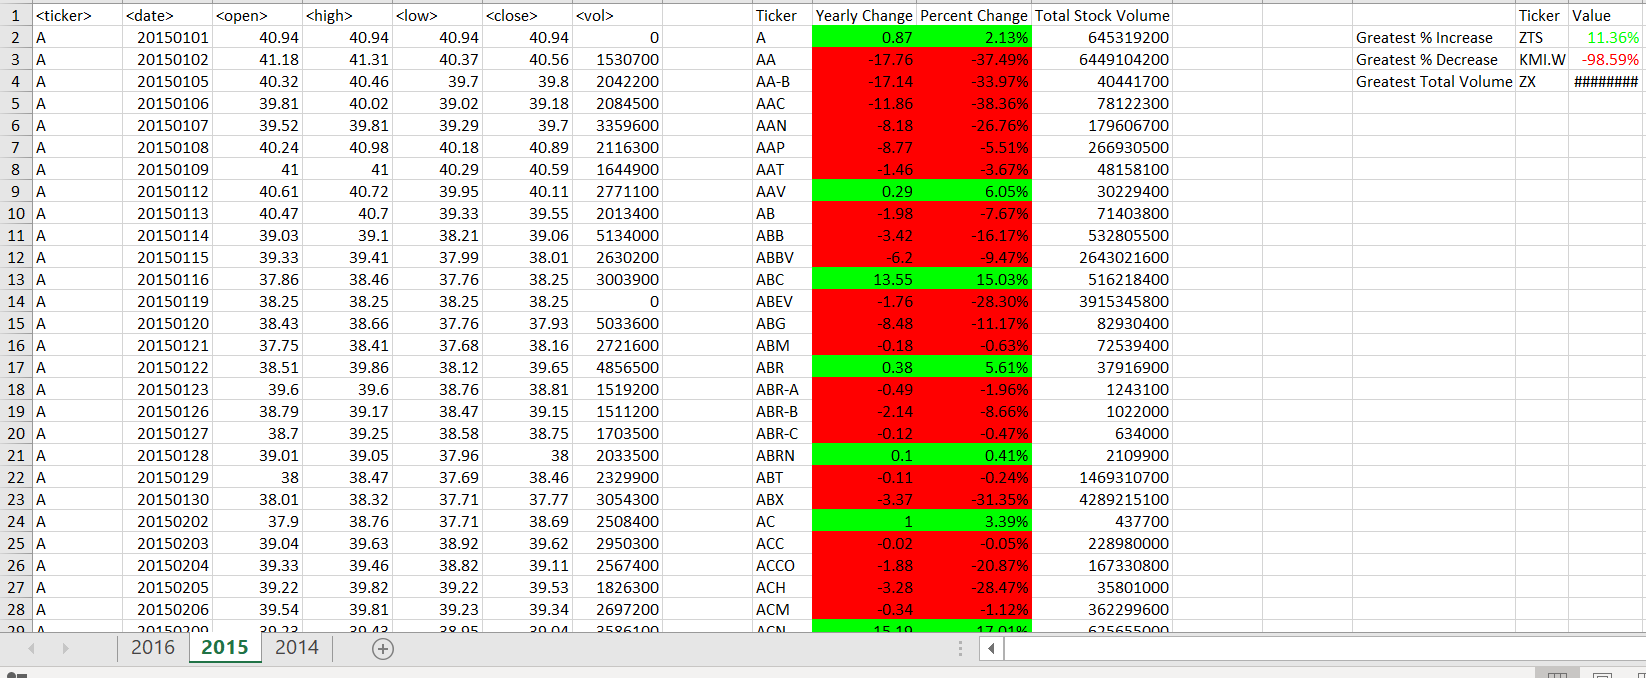 1 <ticker> <date> <open> <high> <low> <close> <vol> Ticker Yearly Change Percent Change Total Stock Volume Ticker Value
2 A 20150101 40.94 40.94 40.94 40.94 0 A 0.87 2.13% 645319200 Greatest % Increase ZTS 11.36%
3 A 20150102 41.18 41.31 40.37 40.56 1530700 AA -17.76 -37.49% 6449104200 Greatest % Decrease KMI.W -98.59%
4 A 20150105 40.32 40.46 39.7 39.8 2042200 AA-B -17.14 -33.97% 40441700 Greatest Total Volume ZX ########
5 A 20150106 39.81 40.02 39.02 39.18 2084500 AAC -11.86 -38.36% 78122300
6 A 20150107 39.52 39.81 39.29 39.7 3359600 AAN -8.18 -26.76% 179606700
7 A 20150108 40.24 40.98 40.18 40.89 2116300 AAP -8.77 -5.51% 266930500
8 A 20150109 41 41 40.29 40.59 1644900 AAT -1.46 -3.67% 48158100
9 A 20150112 40.61 40.72 39.95 40.11 2771100 AAV 0.29 6.05% 30229400
10 A 20150113 40.47 40.7 39.33 39.55 2013400 AB -1.98 -7.67% 71403800
11 A 20150114 39.03 39.1 38.21 39.06 5134000 ABB -3.42 -16.17% 532805500
12 A 20150115 39.33 39.41 37.99 38.01 2630200 ABBV -6.2 -9.47% 2643021600
13 A 20150116 37.86 38.46 37.76 38.25 3003900 ABC 13.55 15.03% 516218400
14 A 20150119 38.25 38.25 38.25 38.25 0 ABEV -1.76 -28.30% 3915345800
15 A 20150120 38.43 38.66 37.76 37.93 5033600 ABG -8.48 -11.17% 82930400
16 A 20150121 37.75 38.41 37.68 38.16 2721600 ABM -0.18 -0.63% 72539400
17 A 20150122 38.51 39.86 38.12 39.65 4856500 ABR 0.38 5.61% 37916900
18 A 20150123 39.6 39.6 38.76 38.81 1519200 ABR-A -0.49 -1.96% 1243100
19 A 20150126 38.79 39.17 38.47 39.15 1511200 ABR-B -2.14 -8.66% 1022000
20 A 20150127 38.7 39.25 38.58 38.75 1703500 ABR-C -0.12 -0.47% 634000
21 A 20150128 39.01 39.05 37.96 38 2033500 ABRN 0.1 0.41% 2109900
22 A 20150129 38 38.47 37.69 38.46 2329900 ABT -0.11 -0.24% 1469310700
23 A 20150130 38.01 38.32 37.71 37.77 3054300 ABX -3.37 -31.35% 4289215100
24 A 20150202 37.9 38.76 37.71 38.69 2508400 AC 1 3.39% 437700
25 A 20150203 39.04 39.63 38.92 39.62 2950300 ACC -0.02 -0.05% 228980000
26 A 20150204 39.33 39.46 38.82 39.11 2567400 ACCO -1.88 -20.87% 167330800
27 A 20150205 39.22 39.82 39.22 39.53 1826300 ACH -3.28 -28.47% 35801000
28 A 20150206 39.54 39.81 39.23 39.34 2697200 ACM -0.34 -1.12% 362299600
29 A 20150209 39.23 39.43 38.95 39.04 3586100 ACN 15.19 17.01% 625655000
2016 2015 2014